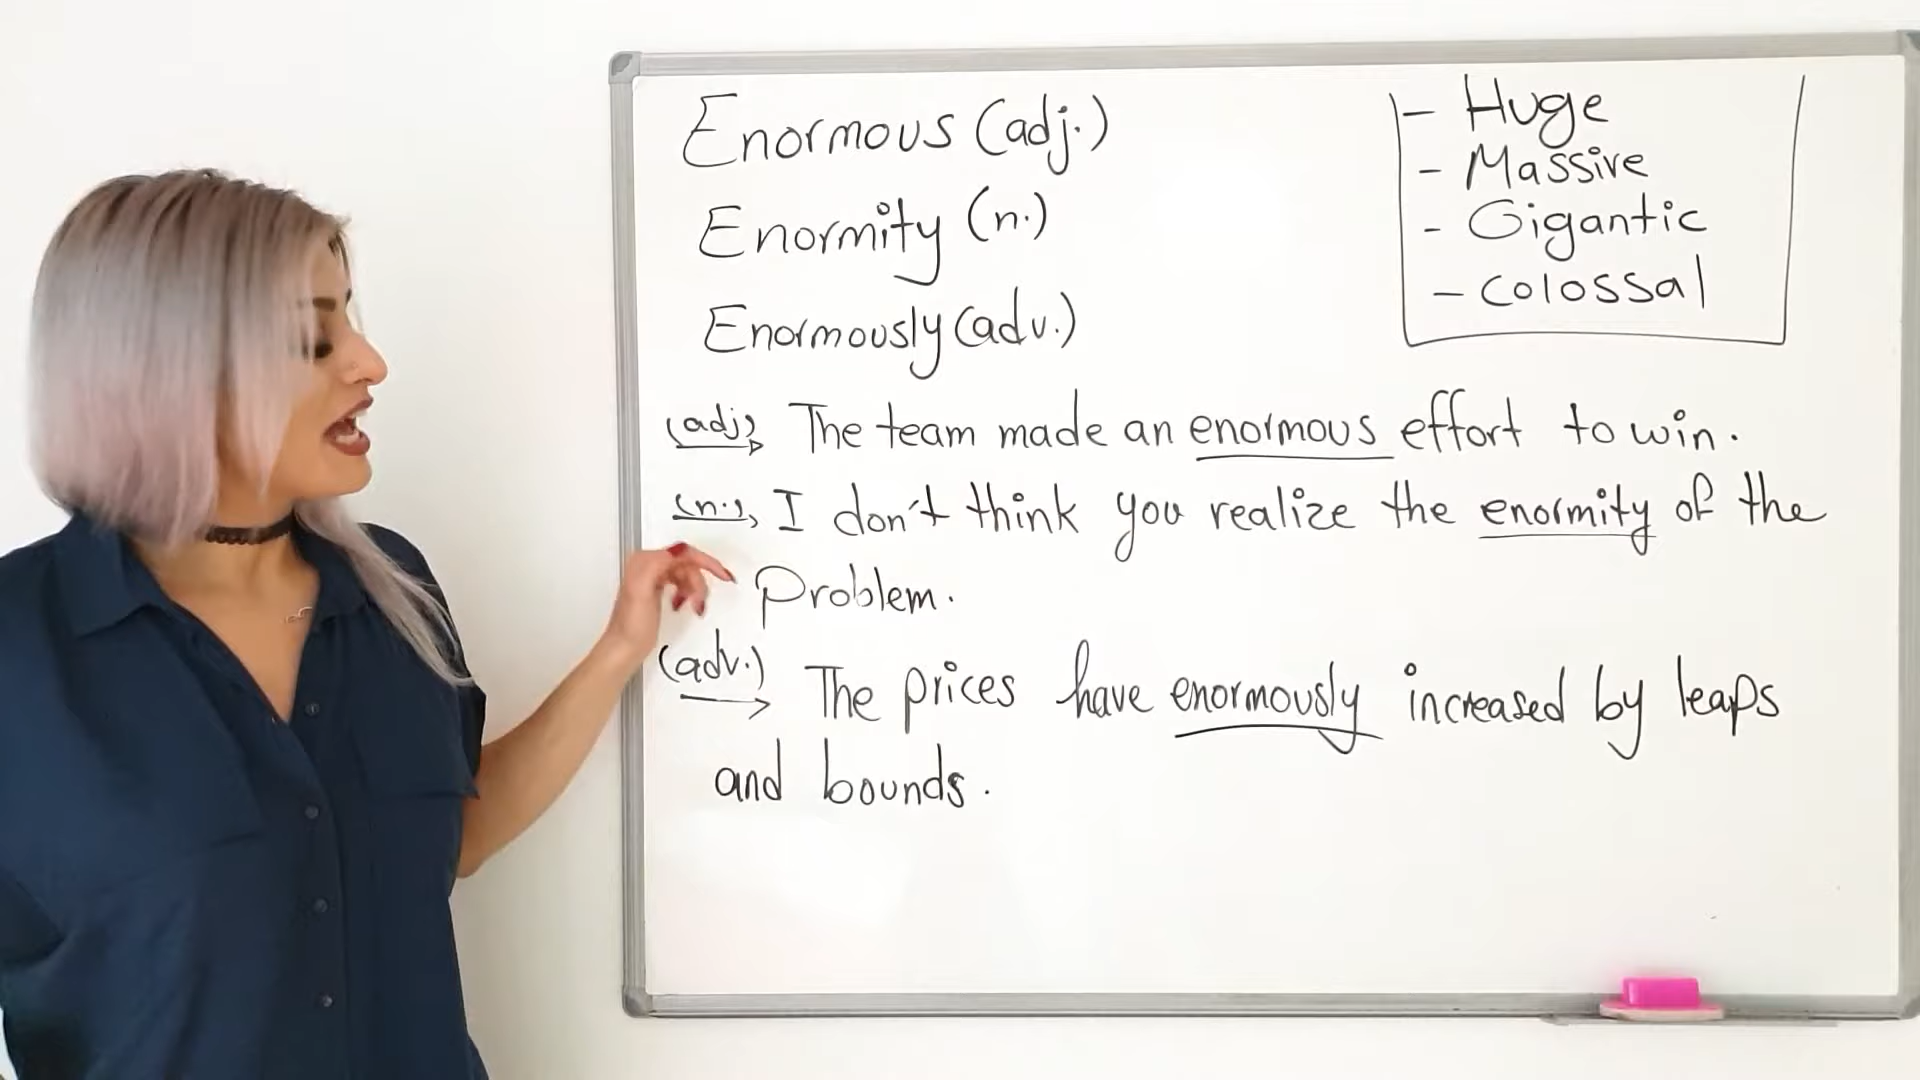 Enormous (adj.)
Enormity (n.)
Enormously (adv.)
- Huge
- Massive
- Gigantic
- Colossal
(adj) The team made an enormous effort to win.
(n.) I don't think you realize the enormity of the
Problem.
(adv.) The prices have enormously increased by leaps
and bounds.